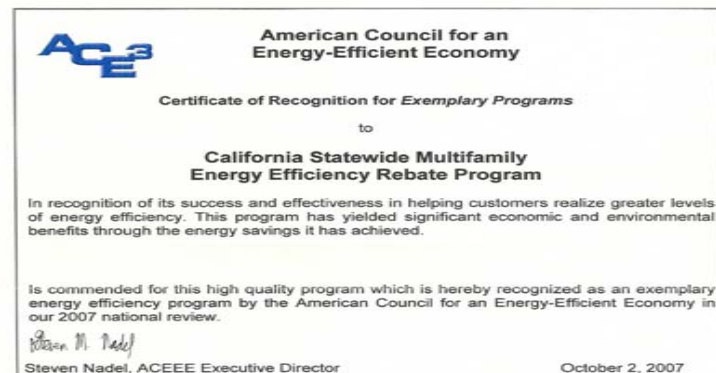 ACE3
American Council for an
Energy-Efficient Economy
Certificate of Recognition for Exemplary Programs
to
California Statewide Multifamily
Energy Efficiency Rebate Program
In recognition of its success and effectiveness in helping customers realize greater levels
of energy efficiency. This program has yielded significant economic and environmental
benefits through the energy savings it has achieved.
Is commended for this high quality program which is hereby recognized as an exemplary
energy efficiency program by the American Council for an Energy-Efficient Economy in
our 2007 national review.
Steven M. Nadel
Steven Nadel, ACEEE Executive Director October 2, 2007